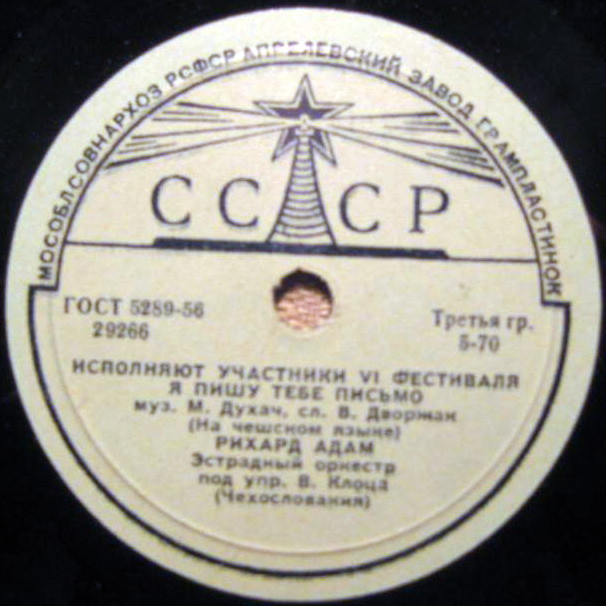 МОСОБЛСОВНАРХОЗ РСФСР АПРЕЛЕВСКИЙ ЗАВОД ГРАМПЛАСТИНОК
СССР
ГОСТ 5289-56
29266
Третья гр.
5-70
ИСПОЛНЯЮТ УЧАСТНИКИ VI ФЕСТИВАЛЯ
Я ПИШУ ТЕБЕ ПИСЬМО
муз. М. Духач, сл. В. Дворжак
(На чешском языке)
РИХАРД АДАМ
Эстрадный оркестр
под упр. В. Клоца
(Чехословакия)